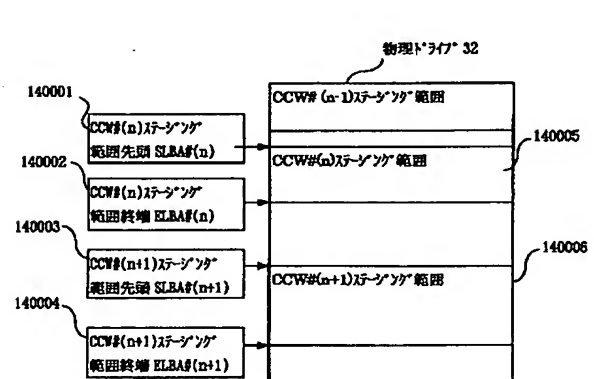 物理ﾄﾞﾗｲﾌﾞ 32
140001
CCW#(n-1)ｽﾃｰｼﾞﾝｸﾞ範囲
CCW#(n)ｽﾃｰｼﾞﾝｸﾞ
範囲先頭 SLBA#(n)
140005
CCW#(n)ｽﾃｰｼﾞﾝｸﾞ範囲
140002
CCW#(n)ｽﾃｰｼﾞﾝｸﾞ
範囲終端 ELBA#(n)
140003
CCW#(n+1)ｽﾃｰｼﾞﾝｸﾞ
範囲先頭 SLBA#(n+1)
140006
CCW#(n+1)ｽﾃｰｼﾞﾝｸﾞ範囲
140004
CCW#(n+1)ｽﾃｰｼﾞﾝｸﾞ
範囲終端 ELBA#(n+1)